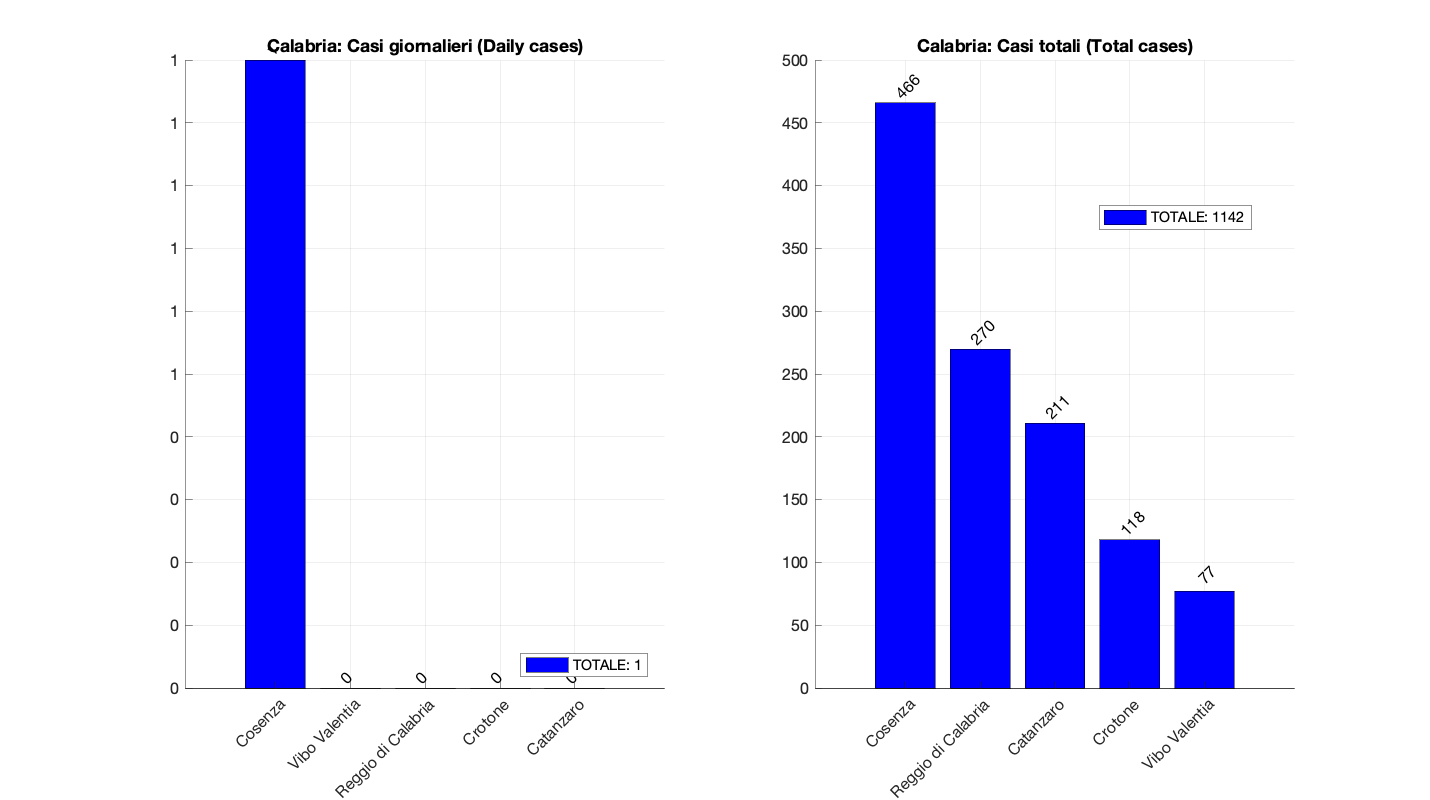 Calabria: Casi giornalieri (Daily cases)
1
1
1
1
1
1
0
0
0
0
0
0
0
0
0
TOTALE: 1
Cosenza
Vibo Valentia
Reggio di Calabria
Crotone
Catanzaro
Calabria: Casi totali (Total cases)
500
450
400
350
300
250
200
150
100
50
0
466
270
211
118
77
TOTALE: 1142
Cosenza
Reggio di Calabria
Catanzaro
Crotone
Vibo Valentia